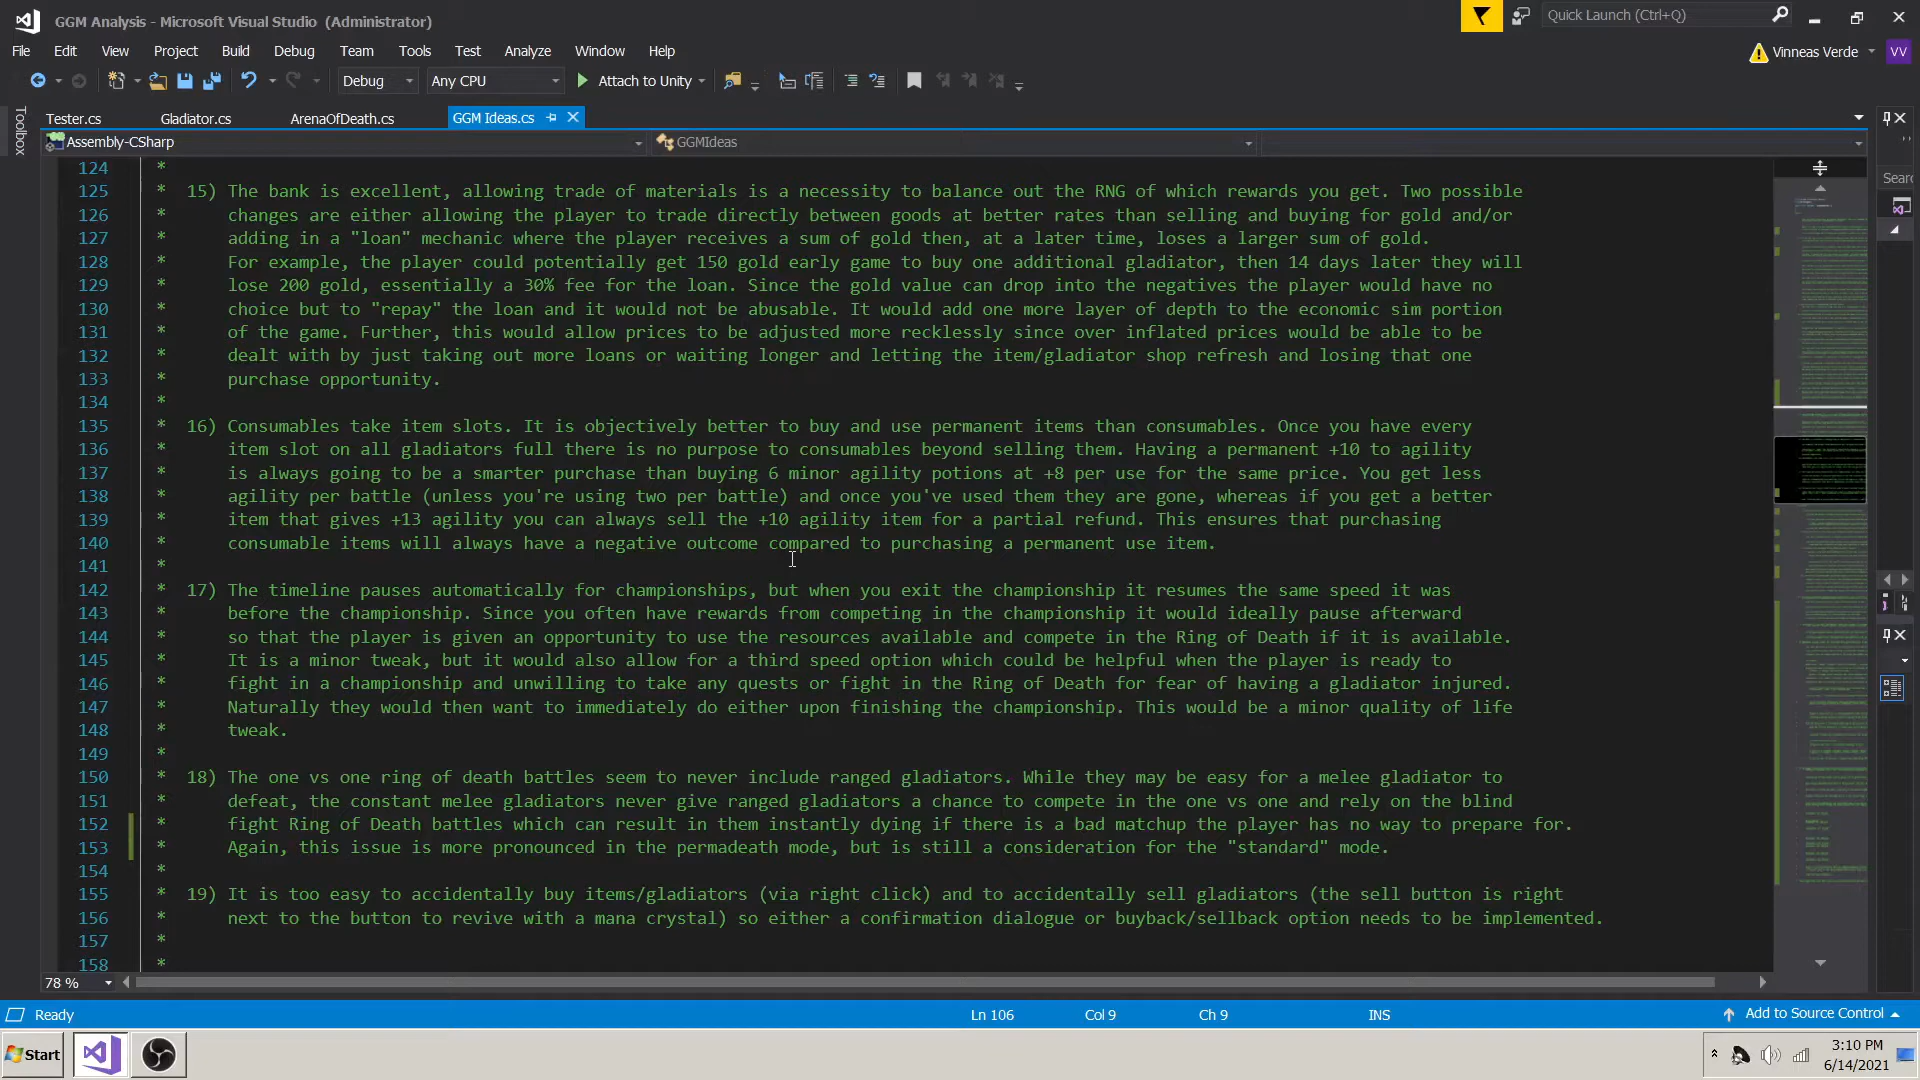 GGM Analysis - Microsoft Visual Studio (Administrator)
Quick Launch (Ctrl+Q)
File Edit View Project Build Debug Team Tools Test Analyze Window Help
Vinneas Verde VV
Debug Any CPU Attach to Unity
Toolbox
Tester.cs Gladiator.cs ArenaOfDeath.cs GGM Ideas.cs
Assembly-CSharp GGMIdeas
124 *
125 * 15) The bank is excellent, allowing trade of materials is a necessity to balance out the RNG of which rewards you get. Two possible
126 * changes are either allowing the player to trade directly between goods at better rates than selling and buying for gold and/or
127 * adding in a "loan" mechanic where the player receives a sum of gold then, at a later time, loses a larger sum of gold.
128 * For example, the player could potentially get 150 gold early game to buy one additional gladiator, then 14 days later they will
129 * lose 200 gold, essentially a 30% fee for the loan. Since the gold value can drop into the negatives the player would have no
130 * choice but to "repay" the loan and it would not be abusable. It would add one more layer of depth to the economic sim portion
131 * of the game. Further, this would allow prices to be adjusted more recklessly since over inflated prices would be able to be
132 * dealt with by just taking out more loans or waiting longer and letting the item/gladiator shop refresh and losing that one
133 * purchase opportunity.
134 *
135 * 16) Consumables take item slots. It is objectively better to buy and use permanent items than consumables. Once you have every
136 * item slot on all gladiators full there is no purpose to consumables beyond selling them. Having a permanent +10 to agility
137 * is always going to be a smarter purchase than buying 6 minor agility potions at +8 per use for the same price. You get less
138 * agility per battle (unless you're using two per battle) and once you've used them they are gone, whereas if you get a better
139 * item that gives +13 agility you can always sell the +10 agility item for a partial refund. This ensures that purchasing
140 * consumable items will always have a negative outcome compared to purchasing a permanent use item.
141 *
142 * 17) The timeline pauses automatically for championships, but when you exit the championship it resumes the same speed it was
143 * before the championship. Since you often have rewards from competing in the championship it would ideally pause afterward
144 * so that the player is given an opportunity to use the resources available and compete in the Ring of Death if it is available.
145 * It is a minor tweak, but it would also allow for a third speed option which could be helpful when the player is ready to
146 * fight in a championship and unwilling to take any quests or fight in the Ring of Death for fear of having a gladiator injured.
147 * Naturally they would then want to immediately do either upon finishing the championship. This would be a minor quality of life
148 * tweak.
149 *
150 * 18) The one vs one ring of death battles seem to never include ranged gladiators. While they may be easy for a melee gladiator to
151 * defeat, the constant melee gladiators never give ranged gladiators a chance to compete in the one vs one and rely on the blind
152 * fight Ring of Death battles which can result in them instantly dying if there is a bad matchup the player has no way to prepare for.
153 * Again, this issue is more pronounced in the permadeath mode, but is still a consideration for the "standard" mode.
154 *
155 * 19) It is too easy to accidentally buy items/gladiators (via right click) and to accidentally sell gladiators (the sell button is right
156 * next to the button to revive with a mana crystal) so either a confirmation dialogue or buyback/sellback option needs to be implemented.
157 *
158 *
Sear
78 %
Ready Ln 106 Col 9 Ch 9 INS Add to Source Control
Start
3:10 PM
6/14/2021